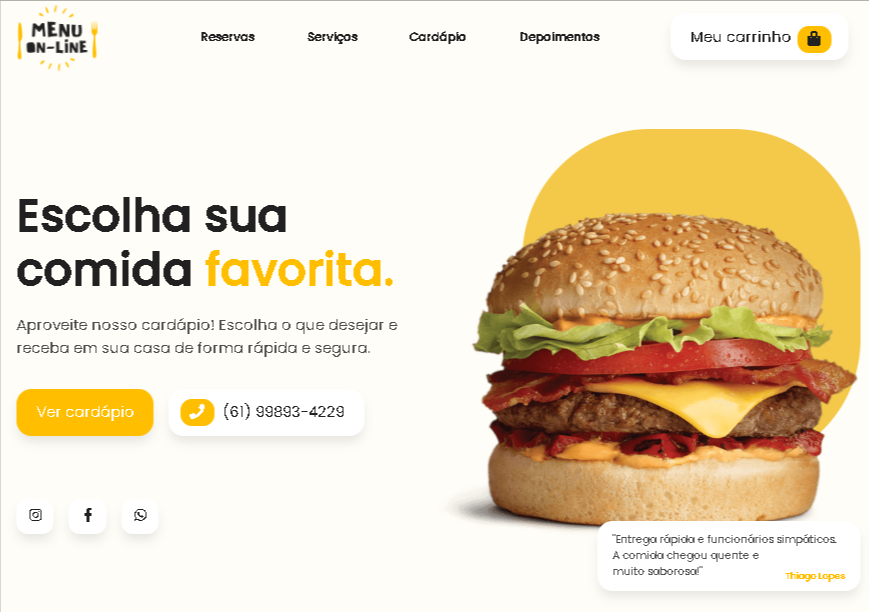 MENU
ON-LINE
Reservas
Serviços
Cardápio
Depoimentos
Meu carrinho
Escolha sua
comida favorita.
Aproveite nosso cardápio! Escolha o que desejar e
receba em sua casa de forma rápida e segura.
Ver cardápio
(61) 99893-4229
"Entrega rápida e funcionários simpáticos.
A comida chegou quente e
muito saborosa!"
Thiago Lopes